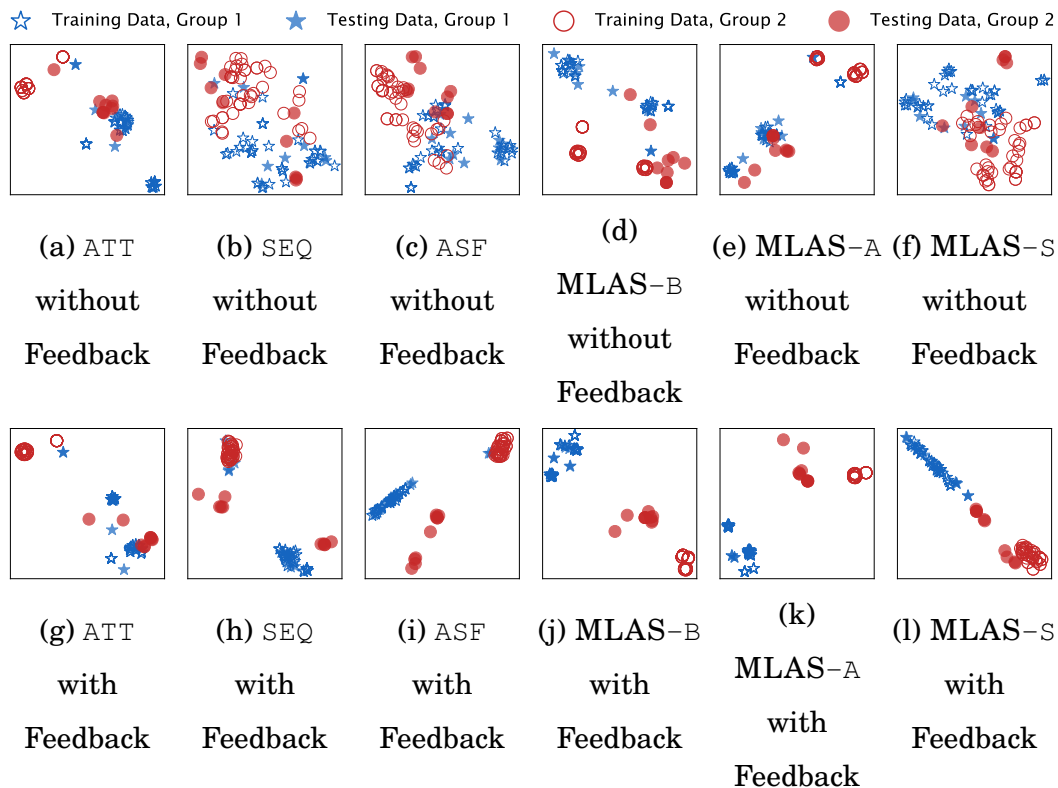 Training Data, Group 1 Testing Data, Group 1 Training Data, Group 2 Testing Data, Group 2
(a) ATT
without
Feedback
(b) SEQ
without
Feedback
(c) ASF
without
Feedback
(d)
MLAS-B
without
Feedback
(e) MLAS-A
without
Feedback
(f) MLAS-S
without
Feedback
(g) ATT
with
Feedback
(h) SEQ
with
Feedback
(i) ASF
with
Feedback
(j) MLAS-B
with
Feedback
(k)
MLAS-A
with
Feedback
(l) MLAS-S
with
Feedback